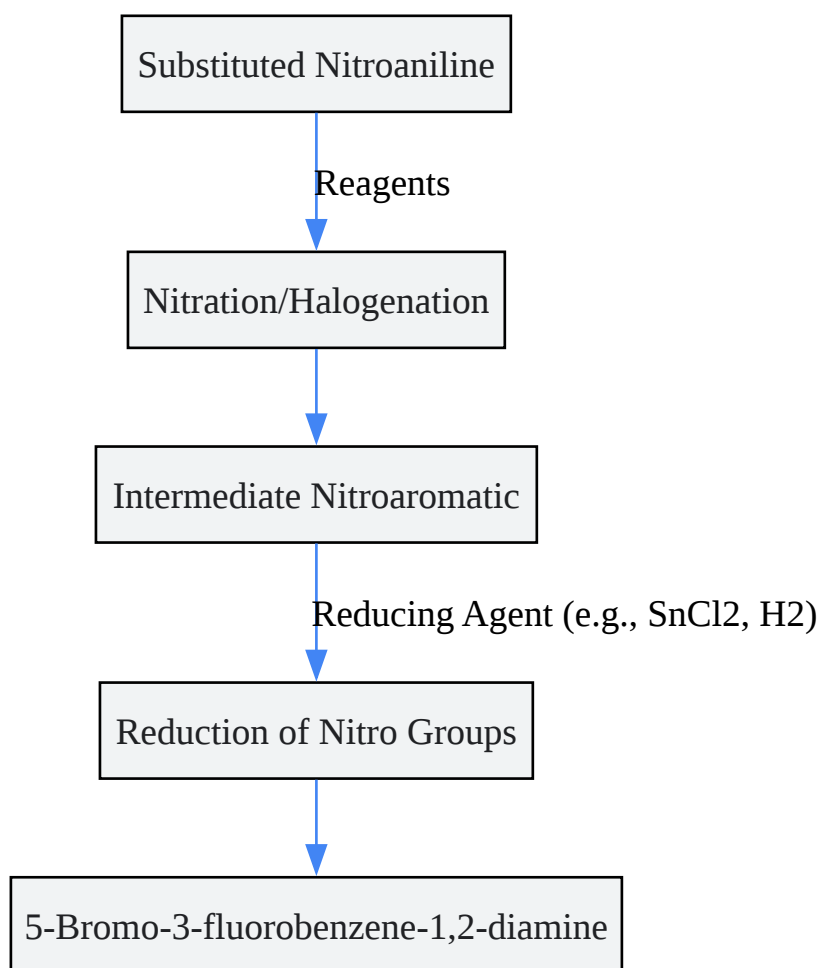 Substituted Nitroaniline
Reagents
Nitration/Halogenation
Intermediate Nitroaromatic
Reducing Agent (e.g., SnCl2, H2)
Reduction of Nitro Groups
5-Bromo-3-fluorobenzene-1,2-diamine